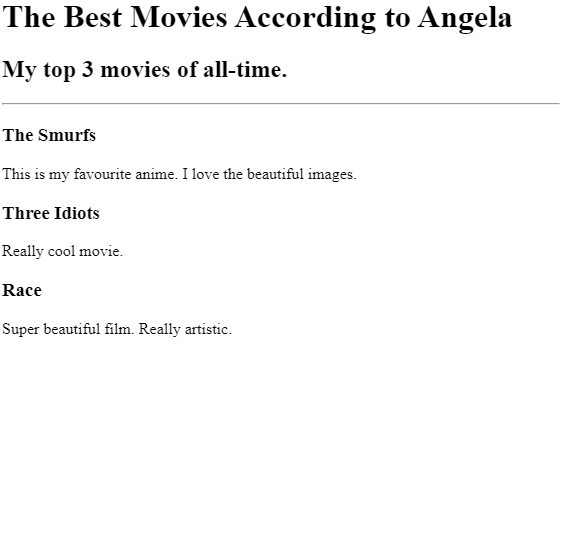 The Best Movies According to Angela
My top 3 movies of all-time.
The Smurfs
This is my favourite anime. I love the beautiful images.
Three Idiots
Really cool movie.
Race
Super beautiful film. Really artistic.